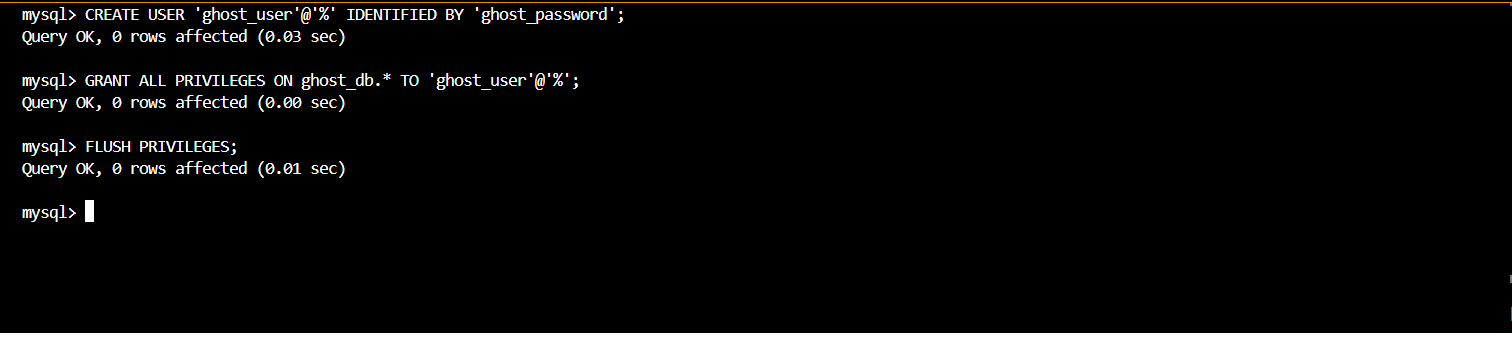 mysql> CREATE USER 'ghost_user'@'%' IDENTIFIED BY 'ghost_password';
Query OK, 0 rows affected (0.03 sec)
mysql> GRANT ALL PRIVILEGES ON ghost_db.* TO 'ghost_user'@'%';
Query OK, 0 rows affected (0.00 sec)
mysql> FLUSH PRIVILEGES;
Query OK, 0 rows affected (0.01 sec)
mysql>